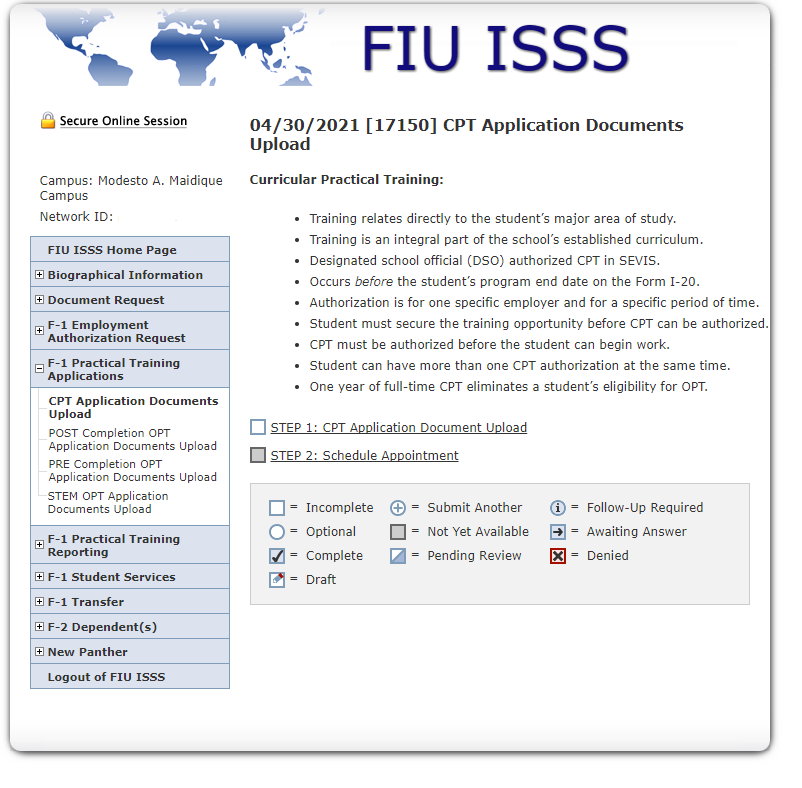 FIU ISSS
Secure Online Session
Campus: Modesto A. Maidique
Campus
Network ID:
FIU ISSS Home Page
Biographical Information
Document Request
F-1 Employment
Authorization Request
F-1 Practical Training
Applications
CPT Application Documents
Upload
POST Completion OPT
Application Documents Upload
PRE Completion OPT
Application Documents Upload
STEM OPT Application
Documents Upload
F-1 Practical Training
Reporting
F-1 Student Services
F-1 Transfer
F-2 Dependent(s)
New Panther
Logout of FIU ISSS
04/30/2021 [17150] CPT Application Documents
Upload
Curricular Practical Training:
• Training relates directly to the student’s major area of study.
• Training is an integral part of the school’s established curriculum.
• Designated school official (DSO) authorized CPT in SEVIS.
• Occurs before the student’s program end date on the Form I-20.
• Authorization is for one specific employer and for a specific period of time.
• Student must secure the training opportunity before CPT can be authorized.
• CPT must be authorized before the student can begin work.
• Student can have more than one CPT authorization at the same time.
• One year of full-time CPT eliminates a student’s eligibility for OPT.
STEP 1: CPT Application Document Upload
STEP 2: Schedule Appointment
= Incomplete = Submit Another = Follow-Up Required
= Optional = Not Yet Available = Awaiting Answer
= Complete = Pending Review = Denied
= Draft